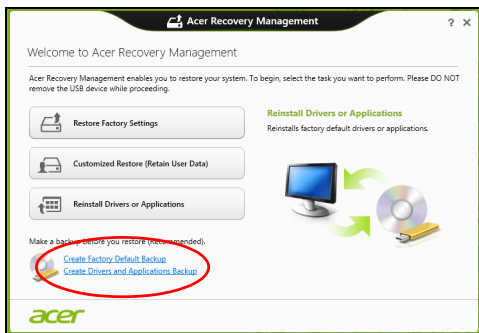 Acer Recovery Management
? ×
Welcome to Acer Recovery Management
Acer Recovery Management enables you to restore your system. To begin, select the task you want to perform. Please DO NOT
remove the USB device while proceeding.
Restore Factory Settings
Customized Restore (Retain User Data)
Reinstall Drivers or Applications
Reinstall Drivers or Applications
Reinstalls factory default drivers or applications.
Make a backup before you restore (Recommended).
Create Factory Default Backup
Create Drivers and Applications Backup
acer